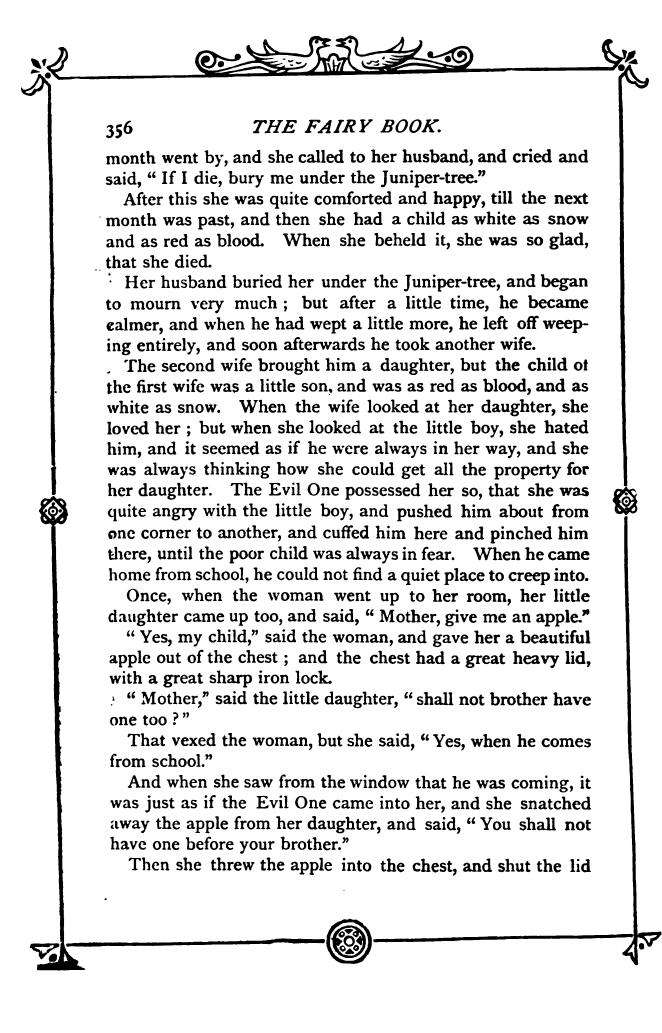 356 THE FAIRY BOOK.
month went by, and she called to her husband, and cried and
said, “ If I die, bury me under the Juniper-tree.”
After this she was quite comforted and happy, till the next
month was past, and then she had a child as white as snow
and as red as blood. When she beheld it, she was so glad,
that she died.
Her husband buried her under the Juniper-tree, and began
to mourn very much ; but after a little time, he became
calmer, and when he had wept a little more, he left off weep-
ing entirely, and soon afterwards he took another wife.
The second wife brought him a daughter, but the child of
the first wife was a little son, and was as red as blood, and as
white as snow. When the wife looked at her daughter, she
loved her ; but when she looked at the little boy, she hated
him, and it seemed as if he were always in her way, and she
was always thinking how she could get all the property for
her daughter. The Evil One possessed her so, that she was
quite angry with the little boy, and pushed him about from
one corner to another, and cuffed him here and pinched him
there, until the poor child was always in fear. When he came
home from school, he could not find a quiet place to creep into.
Once, when the woman went up to her room, her little
daughter came up too, and said, “ Mother, give me an apple.”
“ Yes, my child,” said the woman, and gave her a beautiful
apple out of the chest ; and the chest had a great heavy lid,
with a great sharp iron lock.
“ Mother,” said the little daughter, “ shall not brother have
one too ? ”
That vexed the woman, but she said, “ Yes, when he comes
from school.”
And when she saw from the window that he was coming, it
was just as if the Evil One came into her, and she snatched
away the apple from her daughter, and said, “ You shall not
have one before your brother.”
Then she threw the apple into the chest, and shut the lid